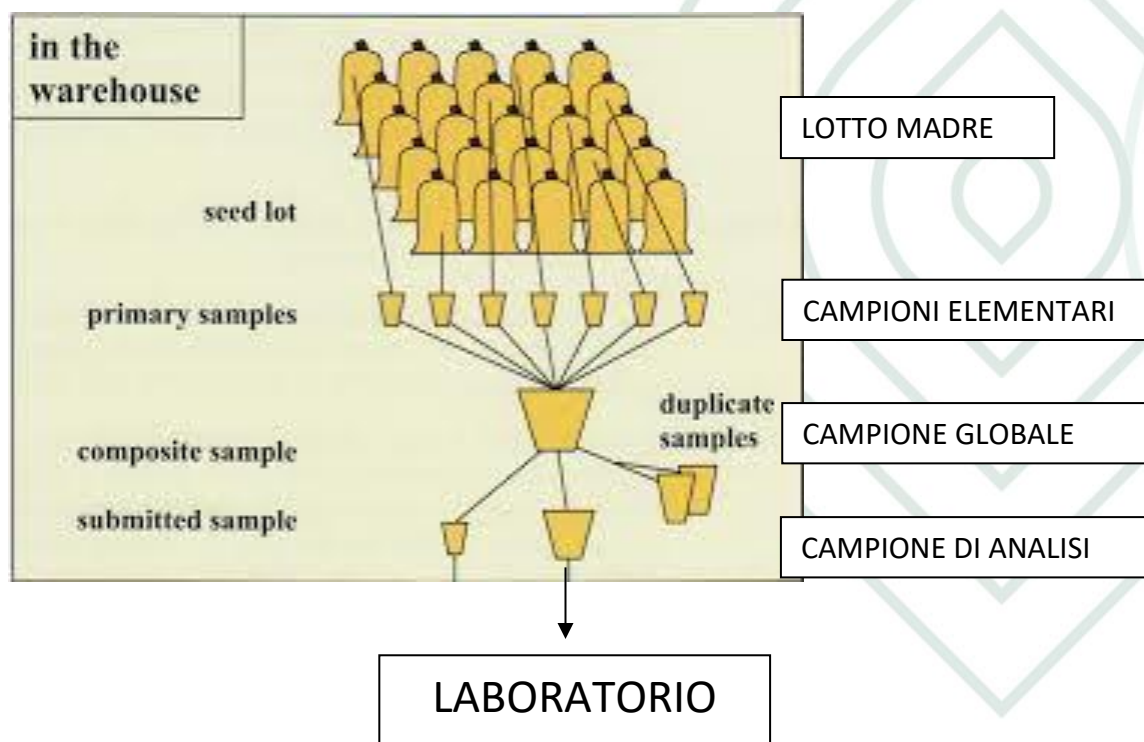 in the
warehouse
LOTTO MADRE
seed lot
primary samples
CAMPIONI ELEMENTARI
duplicate
samples
composite sample
CAMPIONE GLOBALE
submitted sample
CAMPIONE DI ANALISI
LABORATORIO